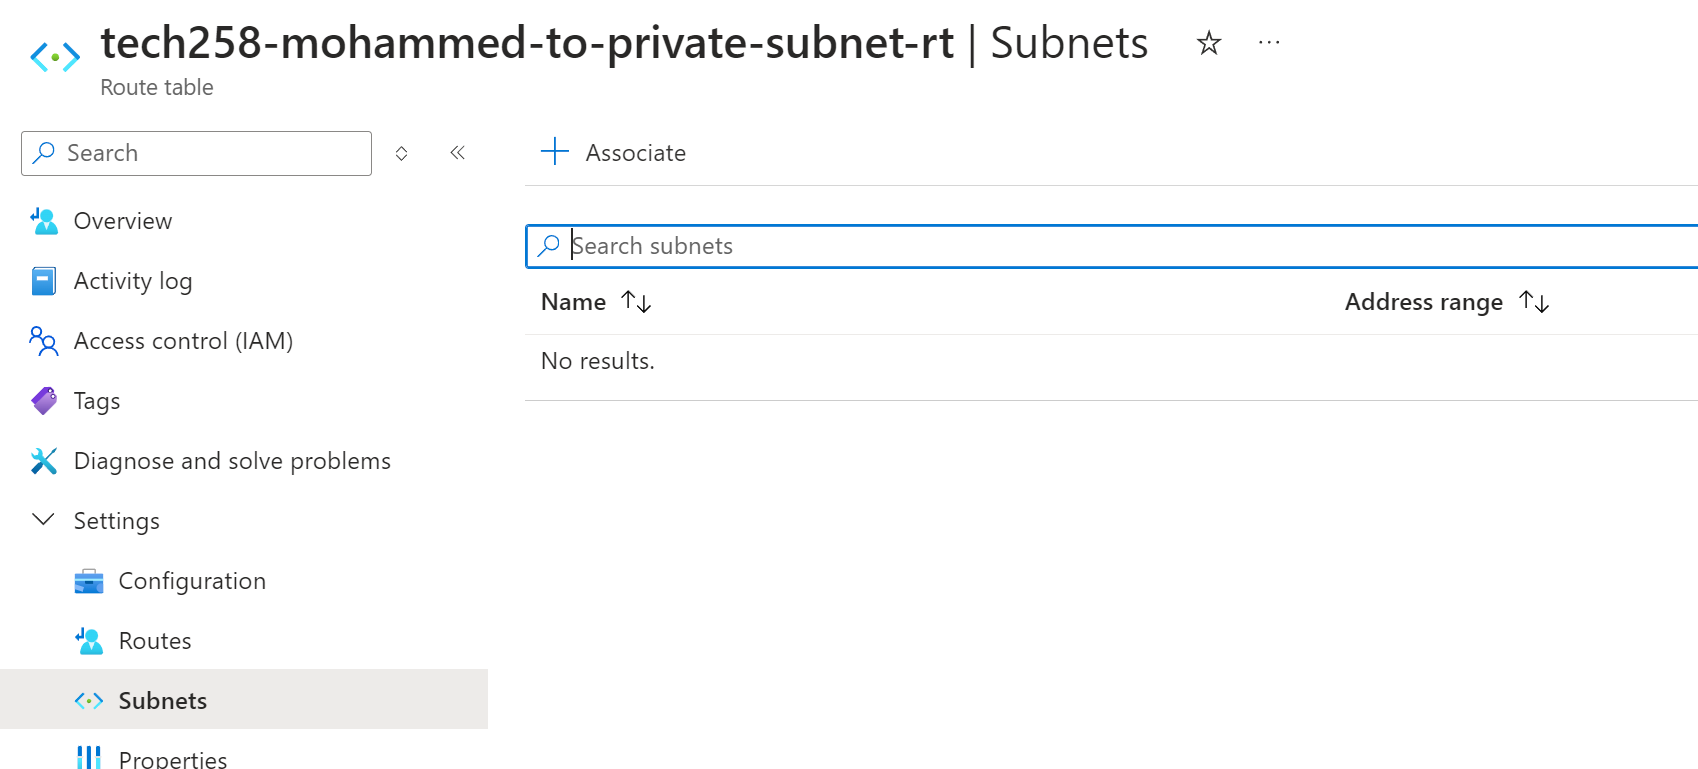 tech258-mohammed-to-private-subnet-rt | Subnets
Route table
Search
Associate
Overview
Search subnets
Activity log
Name
Address range
Access control (IAM)
No results.
Tags
Diagnose and solve problems
Settings
Configuration
Routes
Subnets
Properties